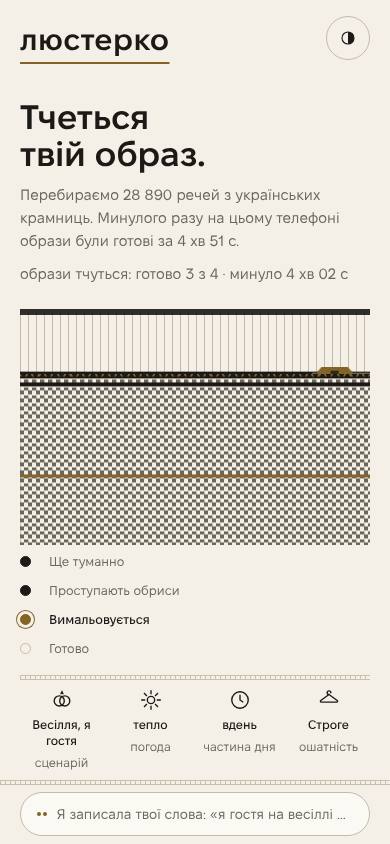 люстерко
Тчеться
твій образ.
Перебираємо 28 890 речей з українських
крамниць. Минулого разу на цьому телефоні
образи були готові за 4 хв 51 с.
образи тчуться: готово 3 з 4 · минуло 4 хв 02 с
Ще туманно
Проступають обриси
Вимальовується
Готово
Весілля, я
гостя
сценарій
тепло
погода
вдень
частина дня
Строге
ошатність
Я записала твої слова: «я гостя на весіллі ...